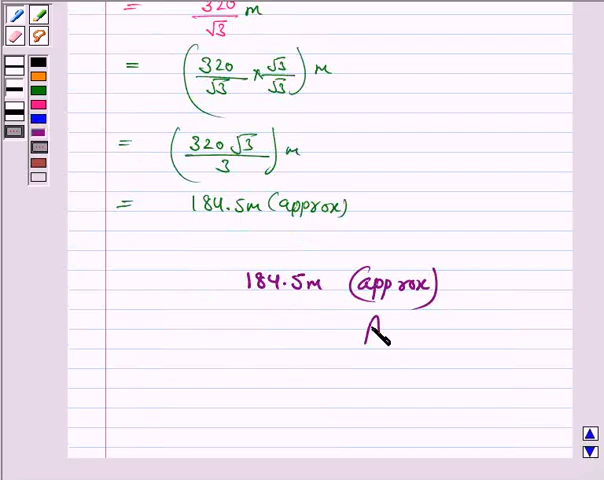 = 320/√3 m
= (320/√3 × √3/√3) m
= (320√3/3) m
= 184.5m (approx)
184.5m (approx)
A